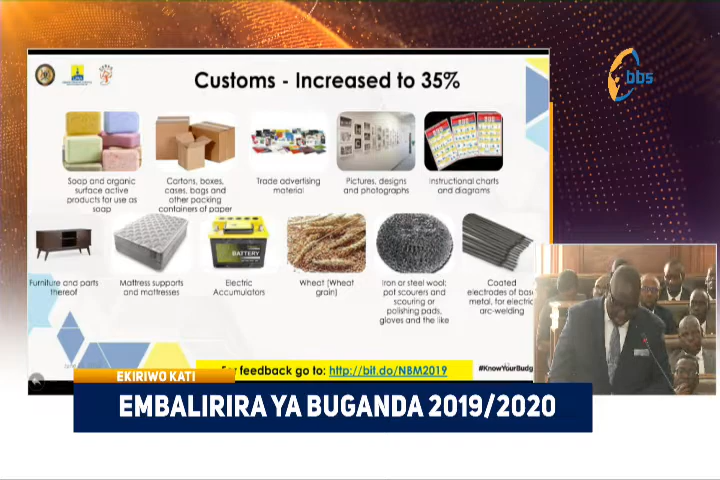 Customs - Increased to 35%
bbs
Soap and organic
surface active
products for use as
soap
Cartons, boxes,
cases, bags and
other packing
containers of paper
Trade advertising
material
Pictures, designs
and photographs
Instructional charts
and diagrams
BATTERY
Furniture and parts
thereof
Mattress supports
and mattresses
Electric
Accumulators
Wheat (Wheat
grain)
Iron or steel wool;
pot scourers and
scouring or
polishing pads,
gloves and the like
Coated
electrodes of base
metal, for electric
arc-welding
feedback go to: http://bit.do/NBM2019
#KnowYourBudg
EKIRIWO KATI
EMBALIRIRA YA BUGANDA 2019/2020